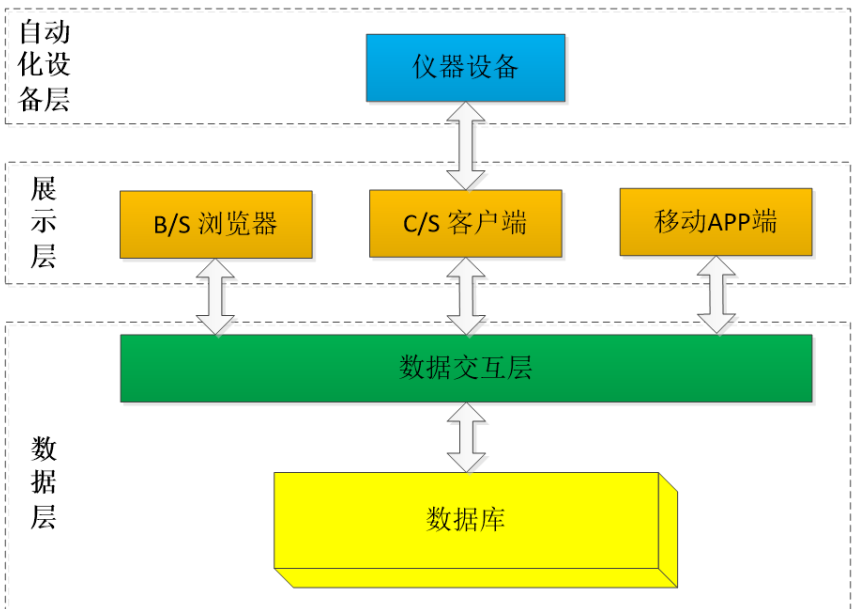 自动
化设
备层
仪器设备
展
示
层
B/S 浏览器
C/S 客户端
移动APP端
数据交互层
数
据
层
数据库